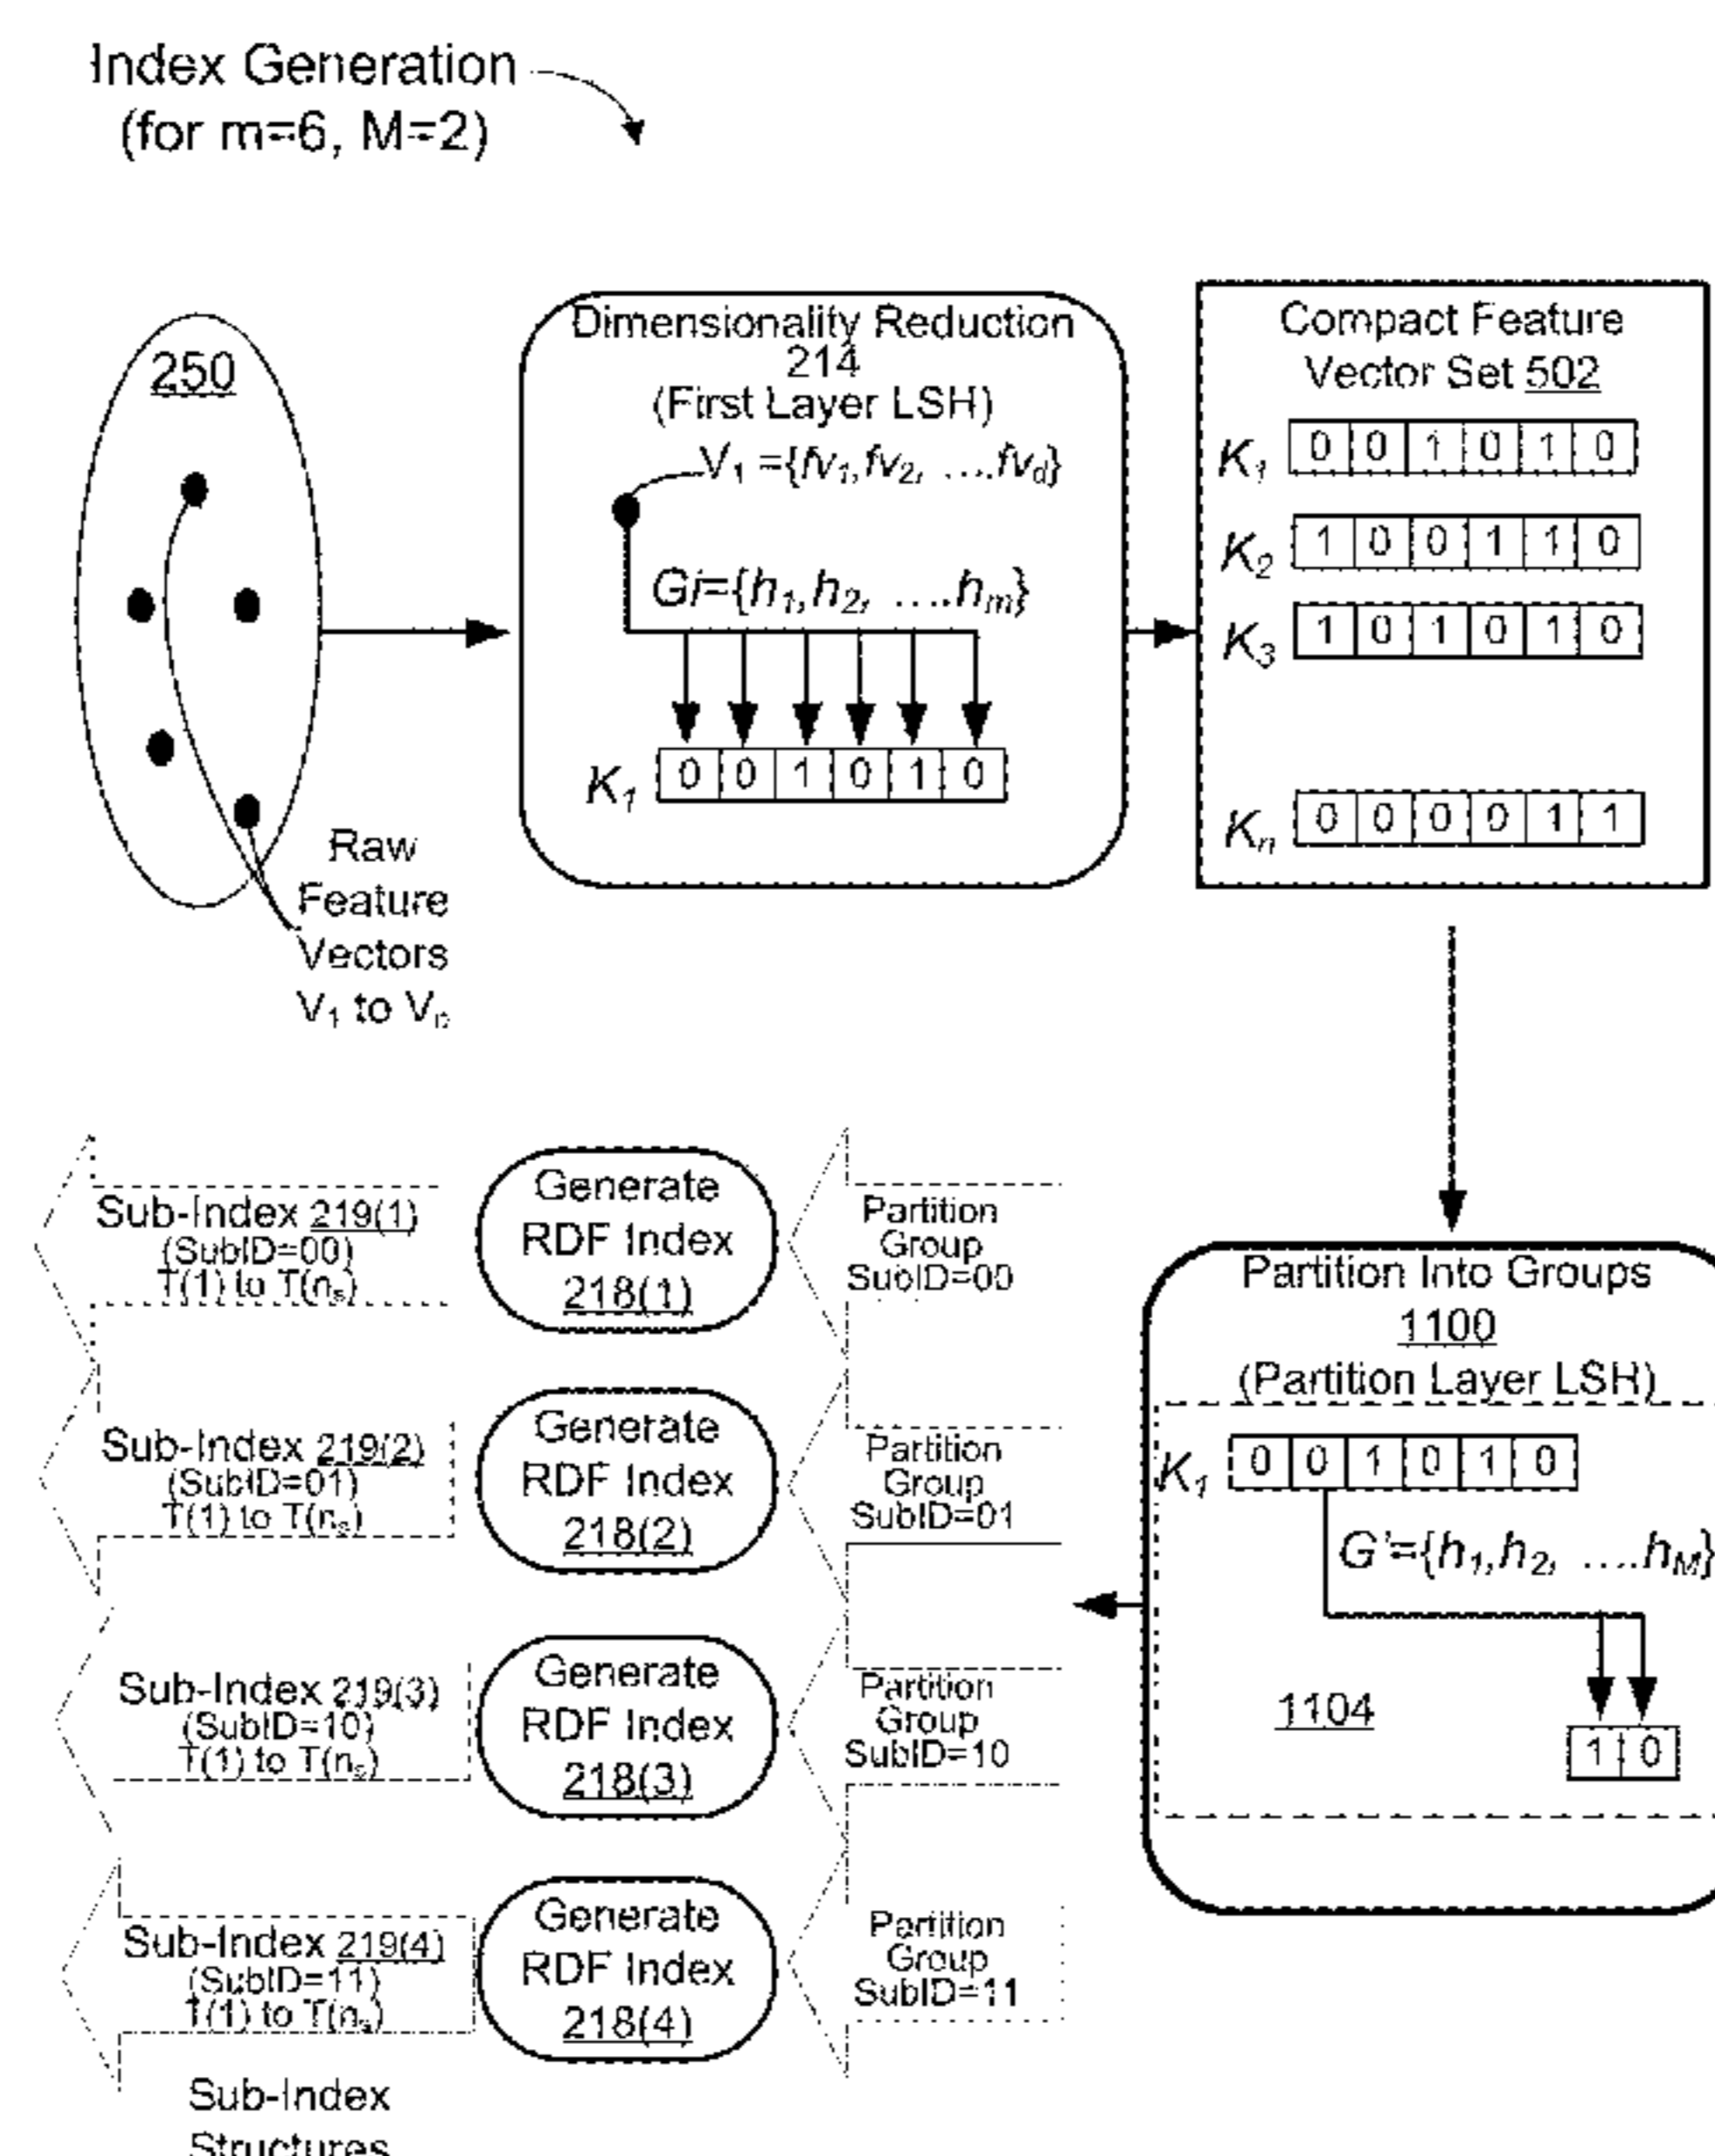 Index Generation
(for m=6, M=2)
250
Raw
Feature
Vectors
V₁ to Vₙ
Dimensionality Reduction
214
(First Layer LSH)
V₁ ={fv₁,fv₂, ....fv_d}
Gi={h₁,h₂, ....h_m}
K₁ 0 0 1 0 1 0
Compact Feature
Vector Set 502
K₁ 0 0 1 0 1 0
K₂ 1 0 0 1 1 0
K₃ 1 0 1 0 1 0
Kₙ 0 0 0 0 1 1
Partition Into Groups
1100
(Partition Layer LSH)
K₁ 0 0 1 0 1 0
G'={h₁,h₂, ....h_M}
1104
1 0
Partition
Group
SubID=00
Generate
RDF Index
218(1)
Sub-Index 219(1)
(SubID=00)
T(1) to T(nₛ)
Partition
Group
SubID=01
Generate
RDF Index
218(2)
Sub-Index 219(2)
(SubID=01)
T(1) to T(nₛ)
Partition
Group
SubID=10
Generate
RDF Index
218(3)
Sub-Index 219(3)
(SubID=10)
T(1) to T(nₛ)
Partition
Group
SubID=11
Generate
RDF Index
218(4)
Sub-Index 219(4)
(SubID=11)
T(1) to T(nₛ)
Sub-Index
Structures